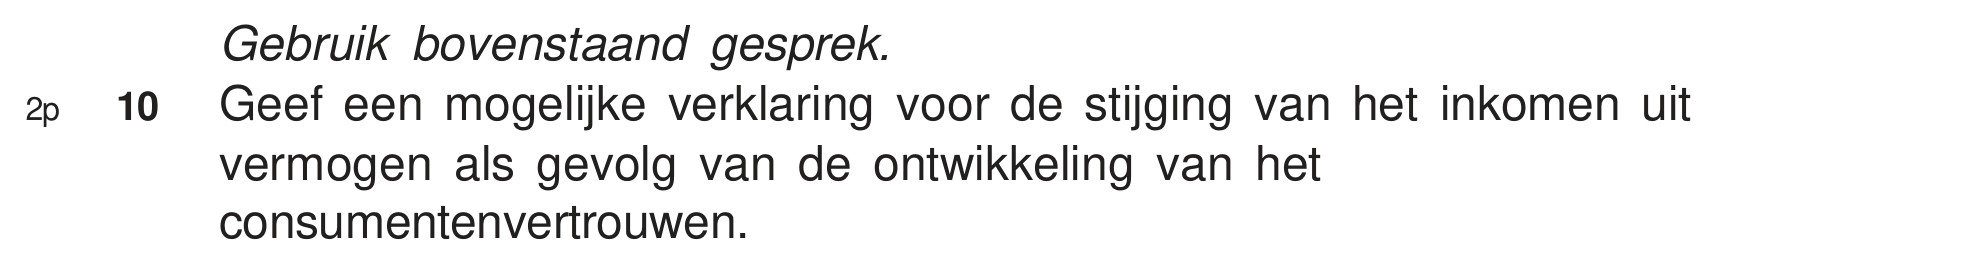 Gebruik bovenstaand gesprek.
2p 10 Geef een mogelijke verklaring voor de stijging van het inkomen uit
vermogen als gevolg van de ontwikkeling van het
consumentenvertrouwen.